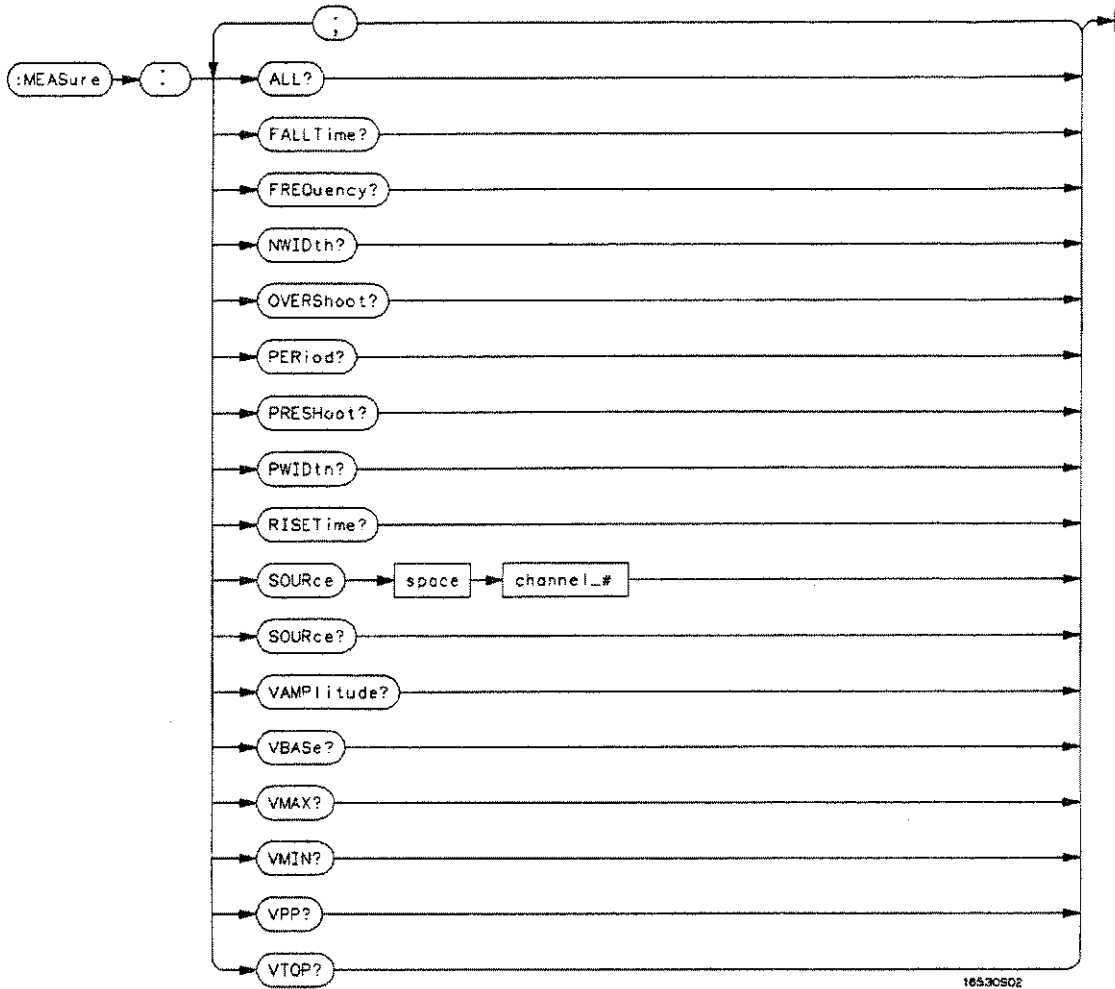 ;
:MEASure : ALL?
FALLTime?
FREQuency?
NWIDth?
OVERShoot?
PERiod?
PRESHoot?
PWIDth?
RISETime?
SOURce space channel_#
SOURce?
VAMPlitude?
VBASe?
VMAX?
VMIN?
VPP?
VTOP?
16530S02